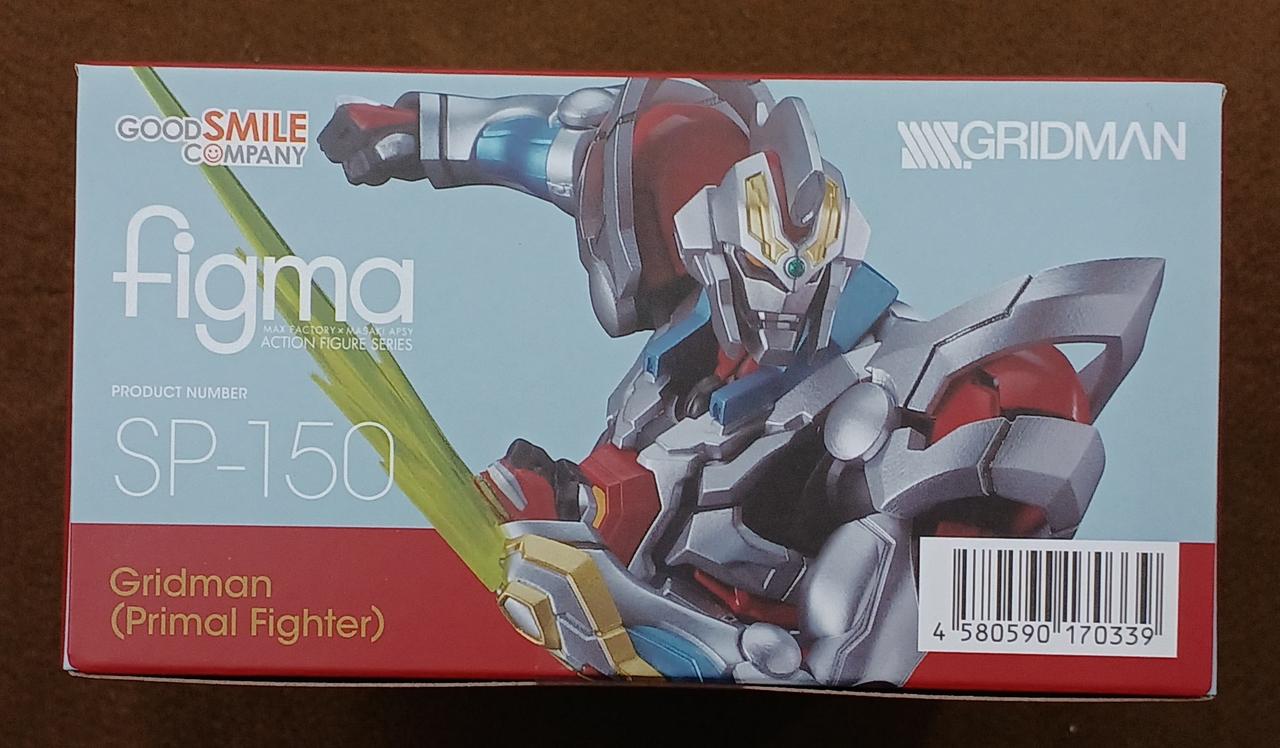 GOODSMILE
COMPANY
GRIDMAN
figma
MAX FACTORY×MASAKI APSY
ACTION FIGURE SERIES
PRODUCT NUMBER
SP-150
Gridman
(Primal Fighter)
4 580590 170339